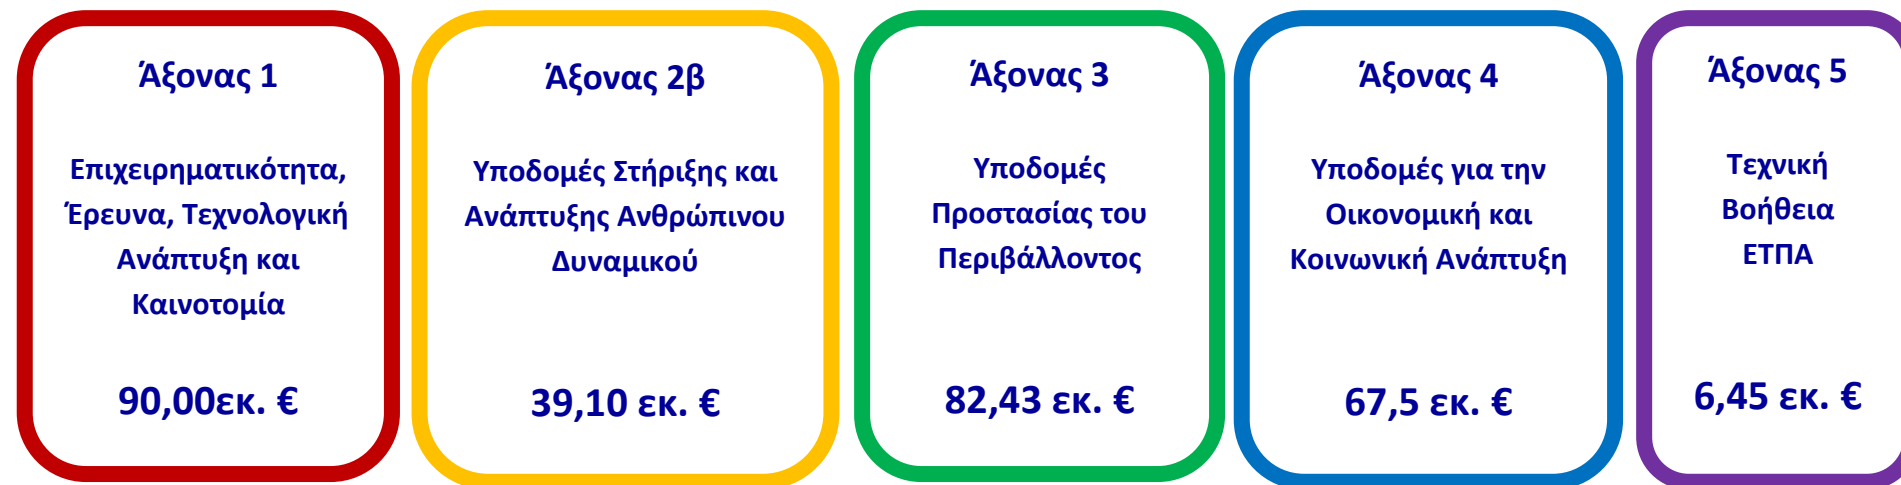 Άξονας 1
Επιχειρηματικότητα,
Έρευνα, Τεχνολογική
Ανάπτυξη και
Καινοτομία
90,00εκ. €
Άξονας 2β
Υποδομές Στήριξης και
Ανάπτυξης Ανθρώπινου
Δυναμικού
39,10 εκ. €
Άξονας 3
Υποδομές
Προστασίας του
Περιβάλλοντος
82,43 εκ. €
Άξονας 4
Υποδομές για την
Οικονομική και
Κοινωνική Ανάπτυξη
67,5 εκ. €
Άξονας 5
Τεχνική
Βοήθεια
ΕΤΠΑ
6,45 εκ. €